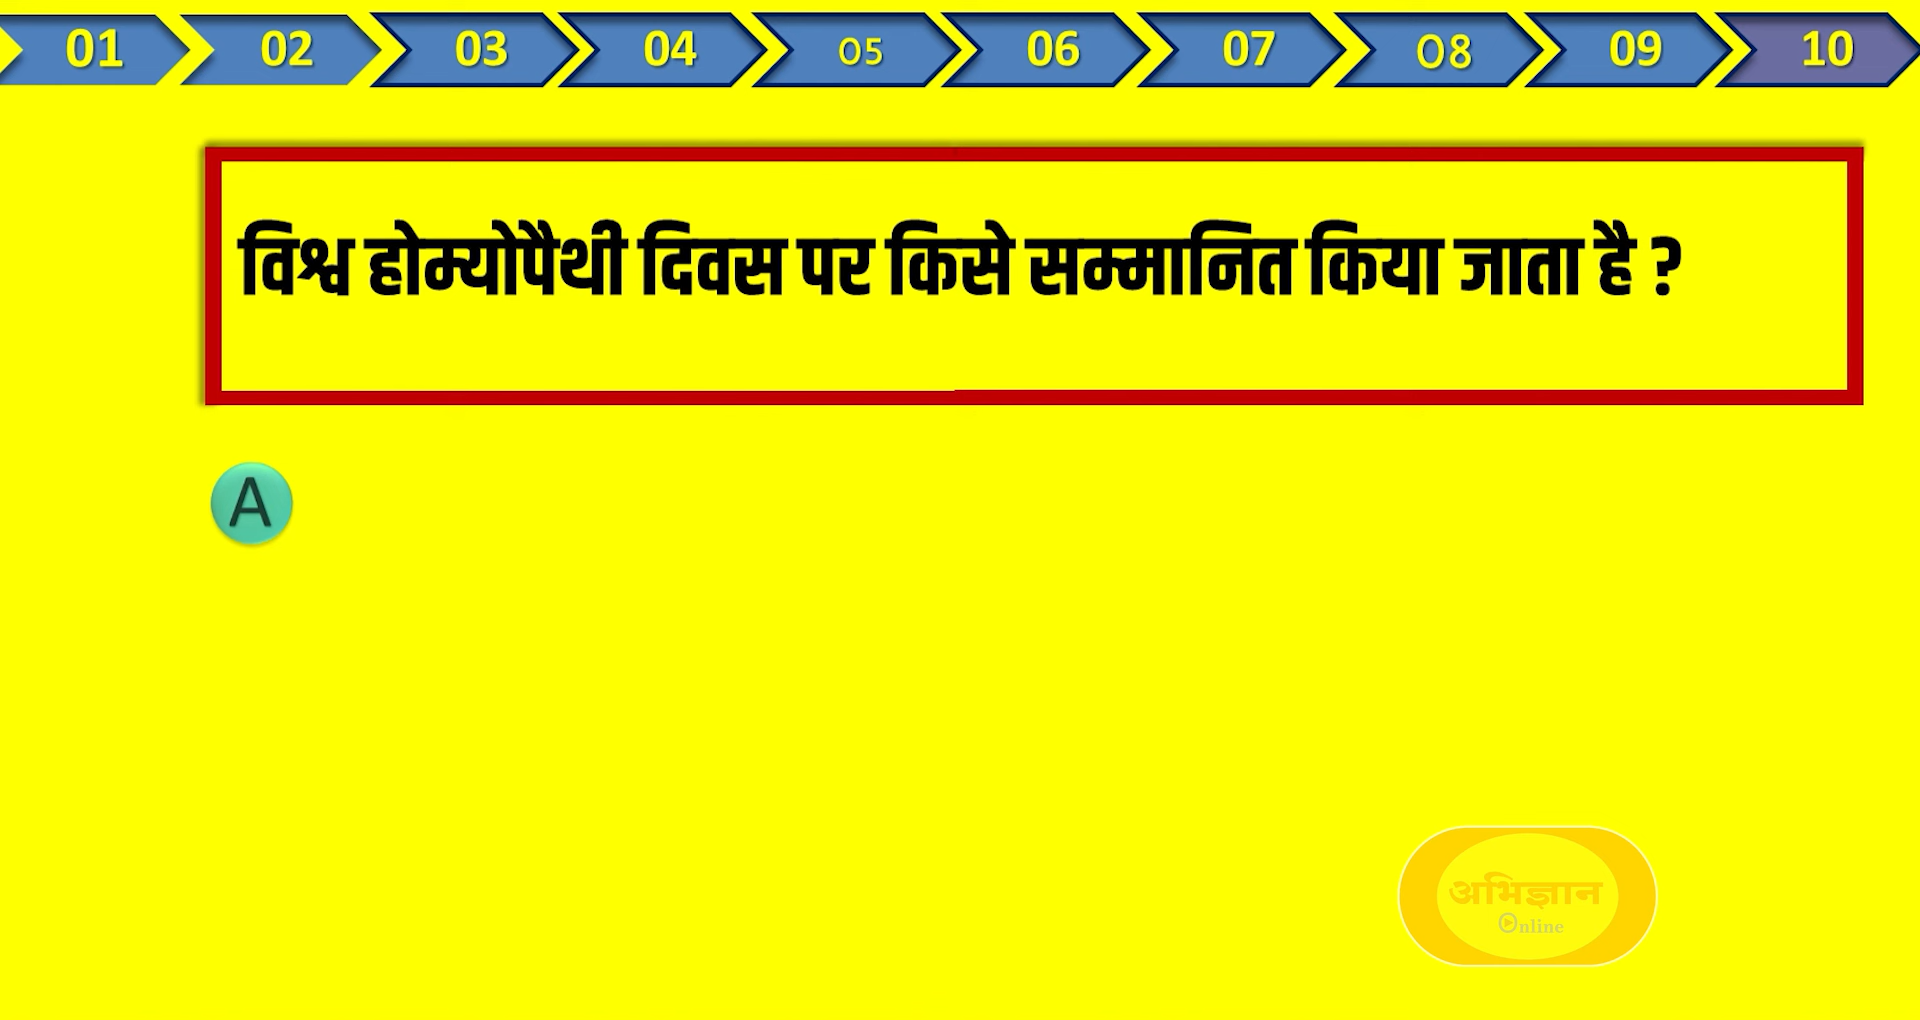 01 02 03 04 05 06 07 08 09 10
विश्व होम्योपैथी दिवस पर किसे सम्मानित किया जाता है ?
A
अभिज्ञान
Online